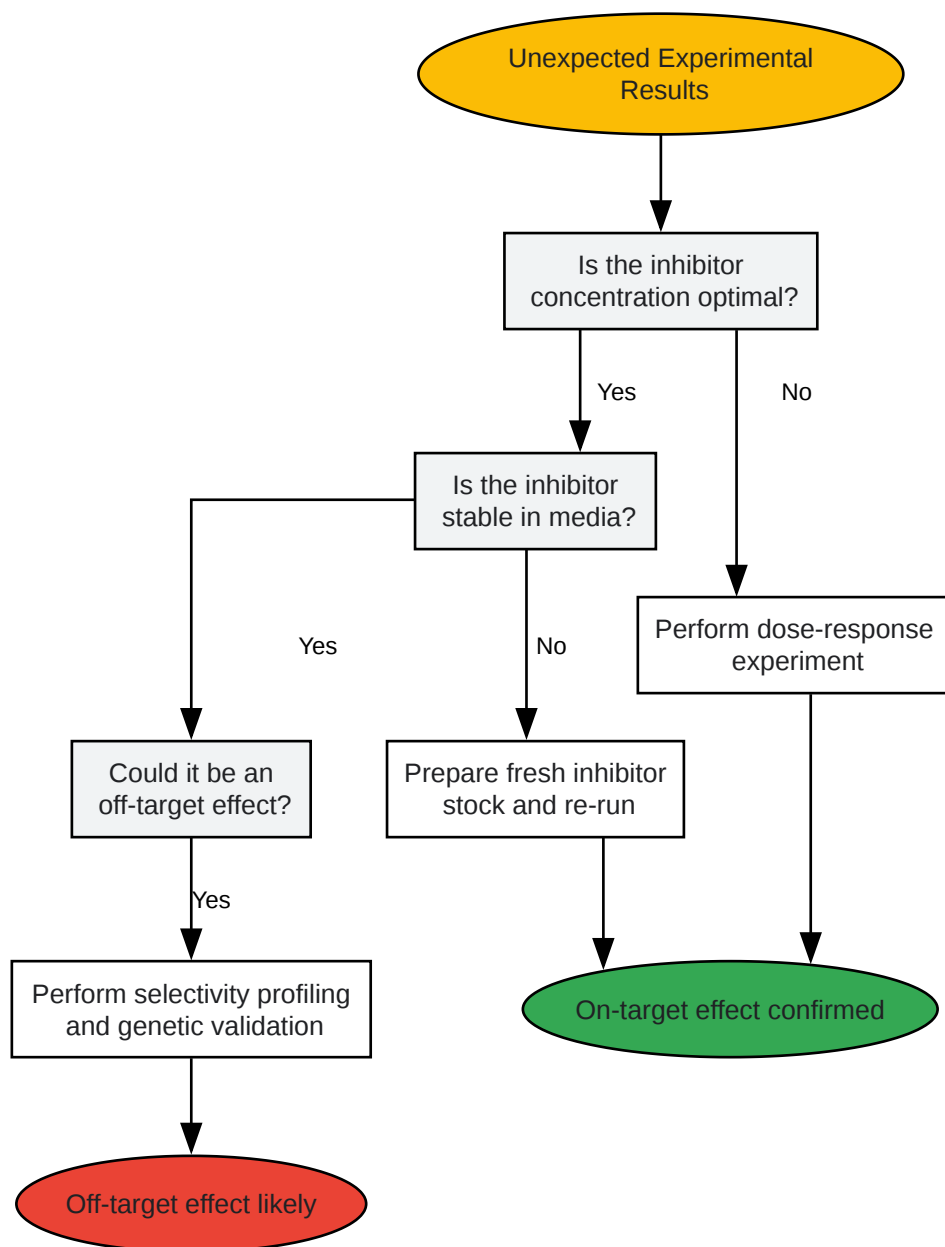 Unexpected Experimental
Results
Is the inhibitor
concentration optimal?
Yes
No
Is the inhibitor
stable in media?
Perform dose-response
experiment
Yes
No
Could it be an
off-target effect?
Prepare fresh inhibitor
stock and re-run
Yes
Perform selectivity profiling
and genetic validation
On-target effect confirmed
Off-target effect likely